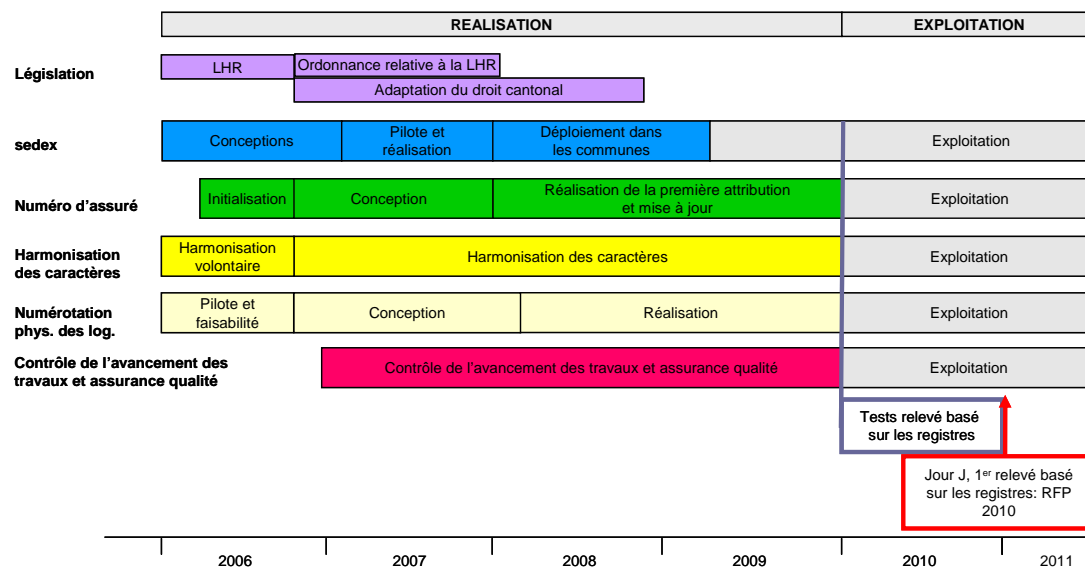 REALISATION
EXPLOITATION
Législation
LHR
Ordonnance relative à la LHR
Adaptation du droit cantonal
sedex
Conceptions
Pilote et
réalisation
Déploiement dans
les communes
Exploitation
Numéro d'assuré
Initialisation
Conception
Réalisation de la première attribution
et mise à jour
Exploitation
Harmonisation
des caractères
Harmonisation
volontaire
Harmonisation des caractères
Exploitation
Numérotation
phys. des log.
Pilote et
faisabilité
Conception
Réalisation
Exploitation
Contrôle de l'avancement des
travaux et assurance qualité
Contrôle de l'avancement des travaux et assurance qualité
Exploitation
Tests relevé basé
sur les registres
Jour J, 1er relevé basé
sur les registres: RFP
2010
2006
2007
2008
2009
2010
2011